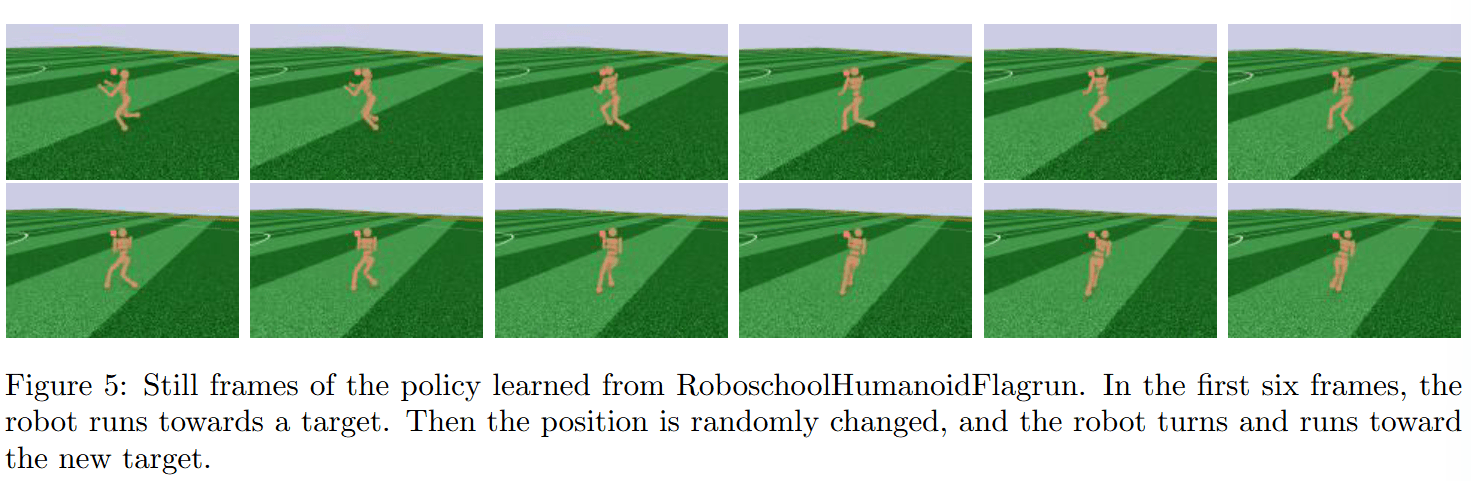 Figure 5: Still frames of the policy learned from RoboschoolHumanoidFlagrun. In the first six frames, the
robot runs towards a target. Then the position is randomly changed, and the robot turns and runs toward
the new target.